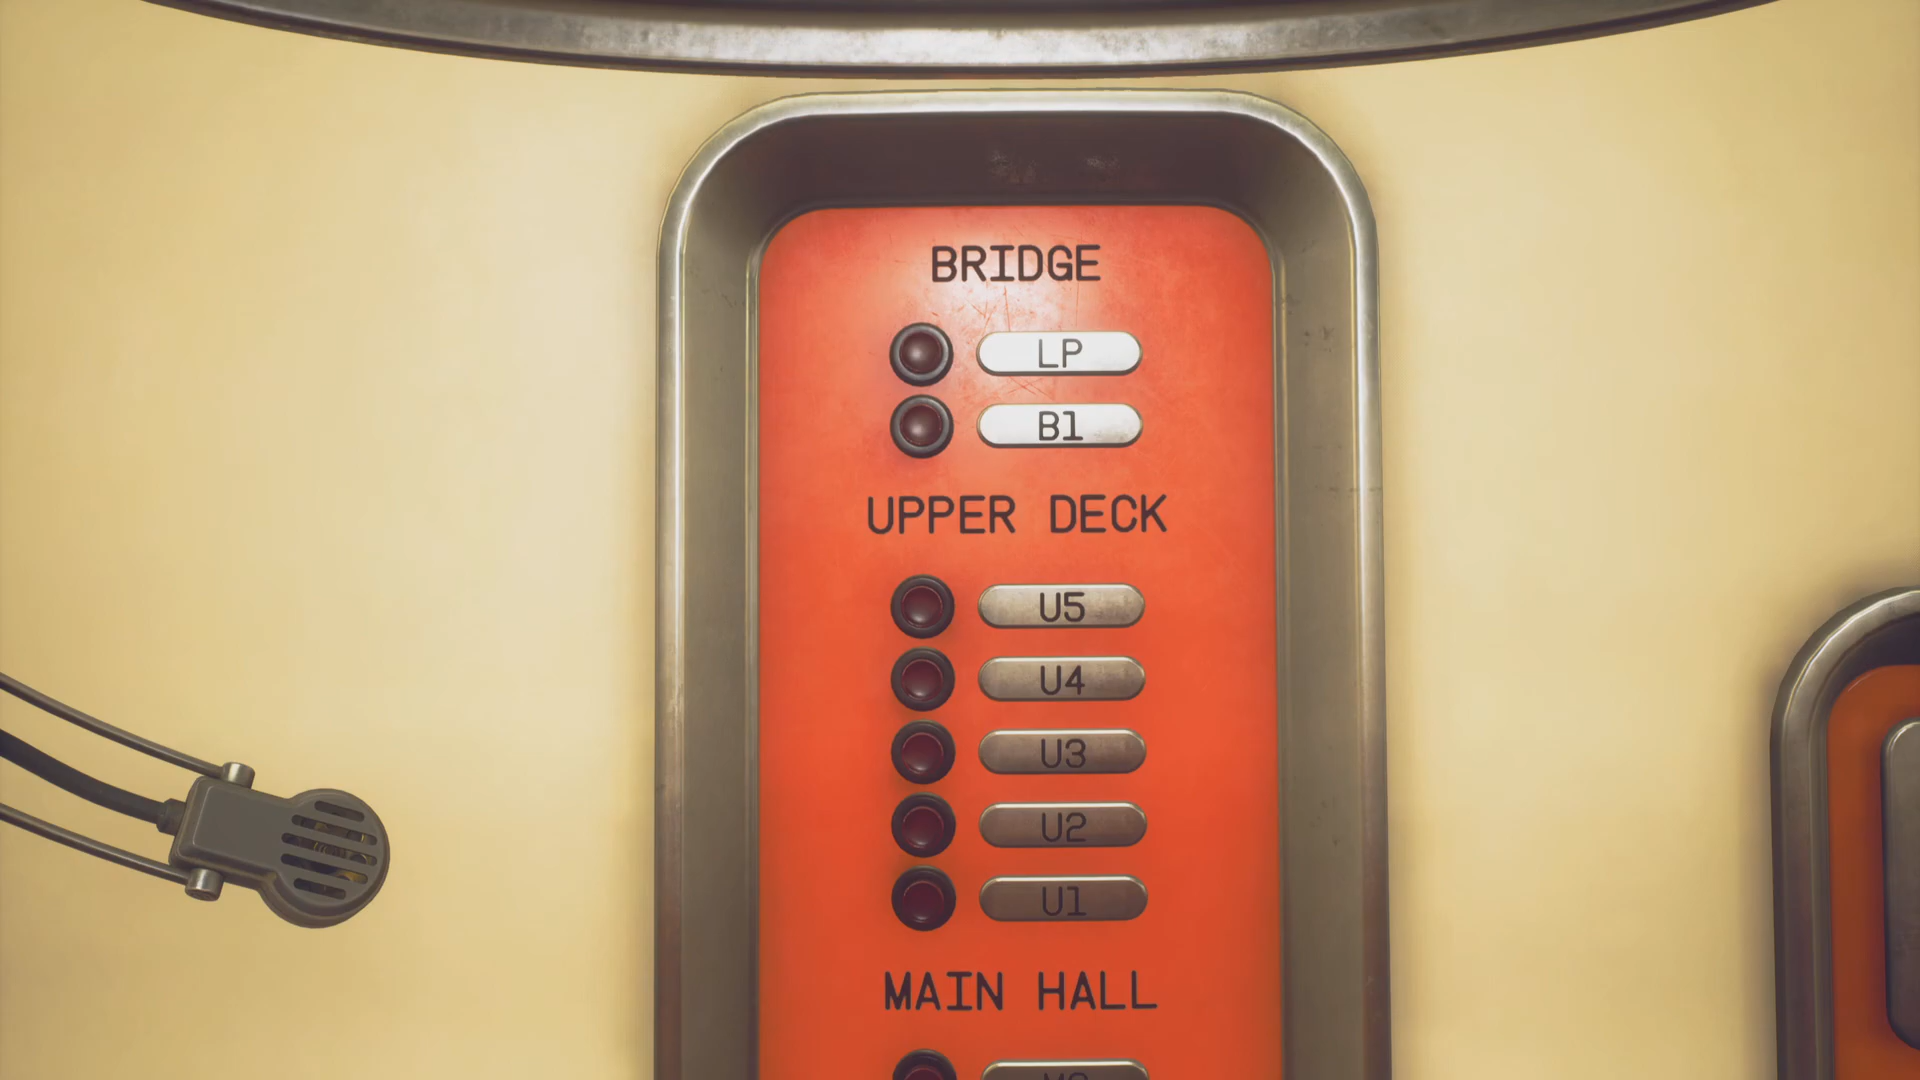 BRIDGE
LP
B1
UPPER DECK
U5
U4
U3
U2
U1
MAIN HALL